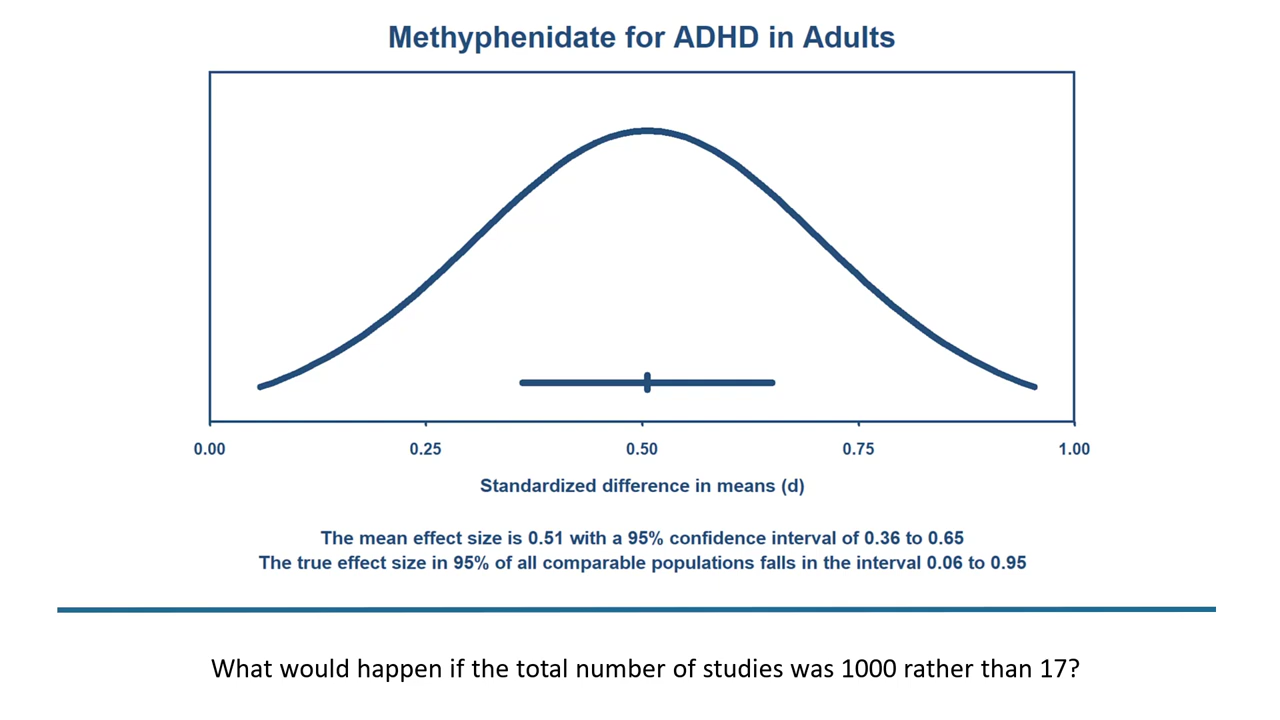 Methyphenidate for ADHD in Adults
0.00 0.25 0.50 0.75 1.00
Standardized difference in means (d)
The mean effect size is 0.51 with a 95% confidence interval of 0.36 to 0.65
The true effect size in 95% of all comparable populations falls in the interval 0.06 to 0.95
What would happen if the total number of studies was 1000 rather than 17?